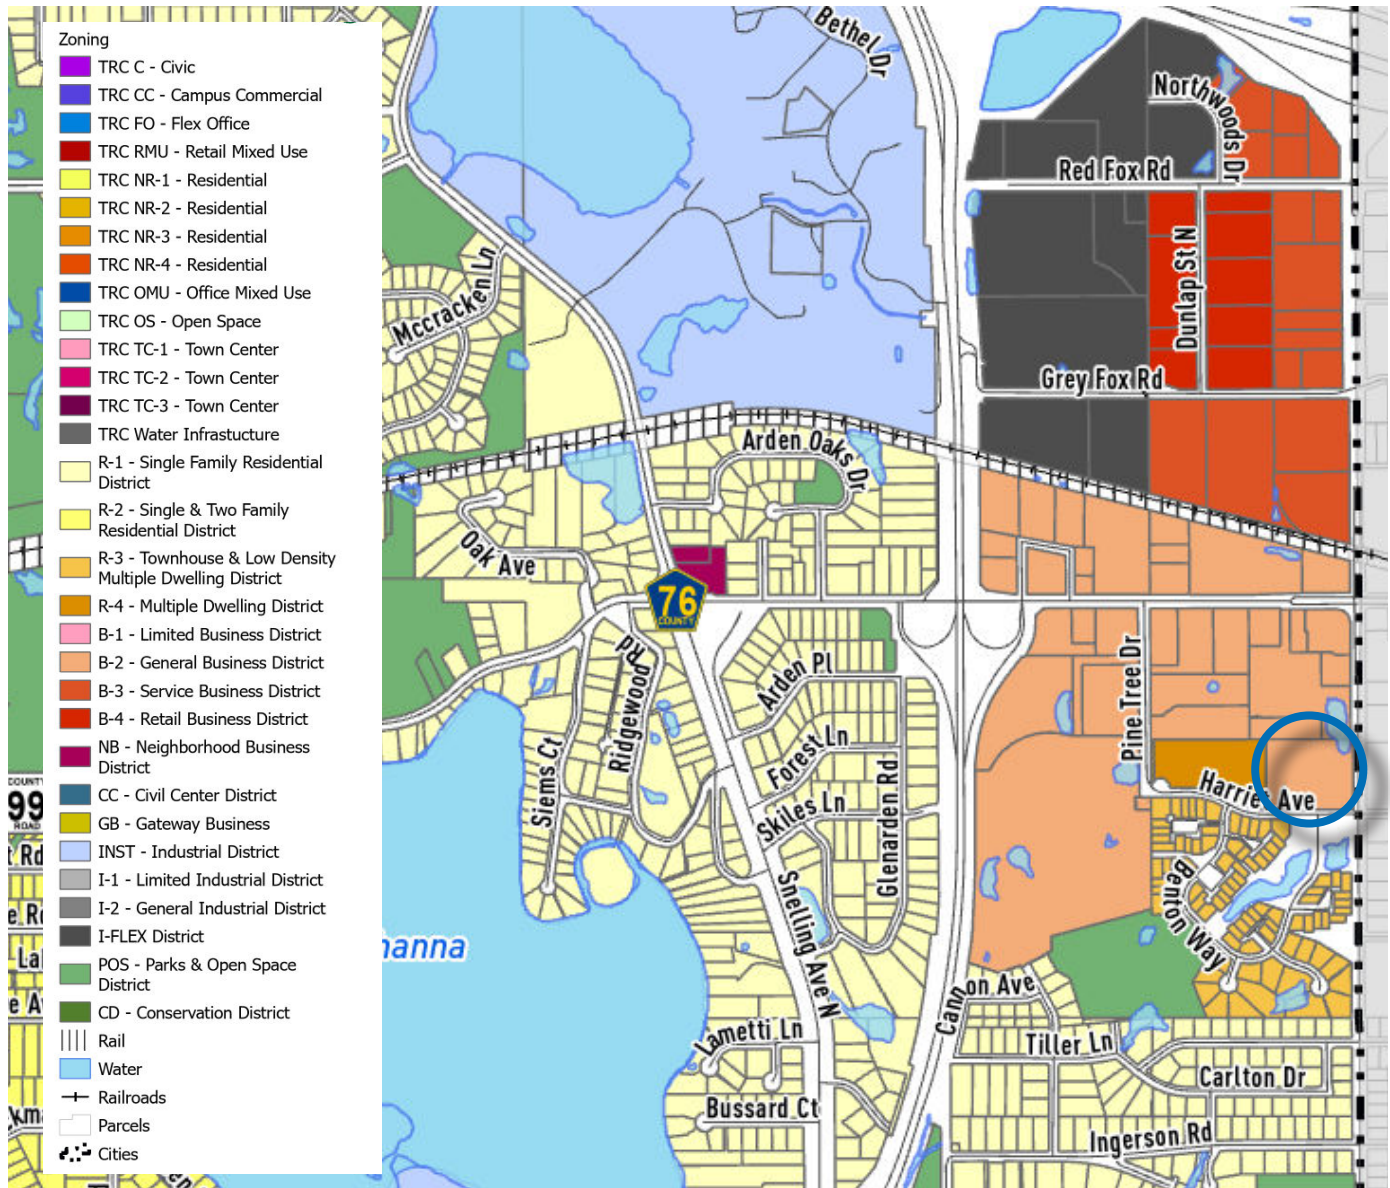 Zoning
TRC C - Civic
TRC CC - Campus Commercial
TRC FO - Flex Office
TRC RMU - Retail Mixed Use
TRC NR-1 - Residential
TRC NR-2 - Residential
TRC NR-3 - Residential
TRC NR-4 - Residential
TRC OMU - Office Mixed Use
TRC OS - Open Space
TRC TC-1 - Town Center
TRC TC-2 - Town Center
TRC TC-3 - Town Center
TRC Water Infrastucture
R-1 - Single Family Residential
District
R-2 - Single & Two Family
Residential District
R-3 - Townhouse & Low Density
Multiple Dwelling District
R-4 - Multiple Dwelling District
B-1 - Limited Business District
B-2 - General Business District
B-3 - Service Business District
B-4 - Retail Business District
NB - Neighborhood Business
District
CC - Civil Center District
GB - Gateway Business
INST - Industrial District
I-1 - Limited Industrial District
I-2 - General Industrial District
I-FLEX District
POS - Parks & Open Space
District
CD - Conservation District
Rail
Water
Railroads
Parcels
Cities
Bethel Dr
Northwoods Dr
Red Fox Rd
Dunlap St N
Mccracken Ln
Grey Fox Rd
Arden Oaks Dr
Oak Ave
76
COUNTY
Ridgewood Rd
Arden Pl
Pine Tree Dr
Siems Ct
Forest Ln
Glenarden Rd
Skiles Ln
Harriet Ave
COUNTY
99
ROAD
t Rd
Benton Way
Snelling Ave N
hanna
e Rd
La
e A
Cann
on Ave
Lametti Ln
Tiller Ln
Carlton Dr
Bussard Ct
Ingerson Rd
ckm
en